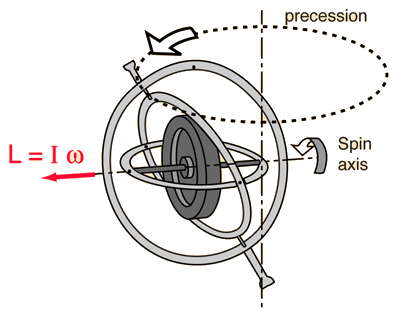 precession
Spin
axis
L = I ω